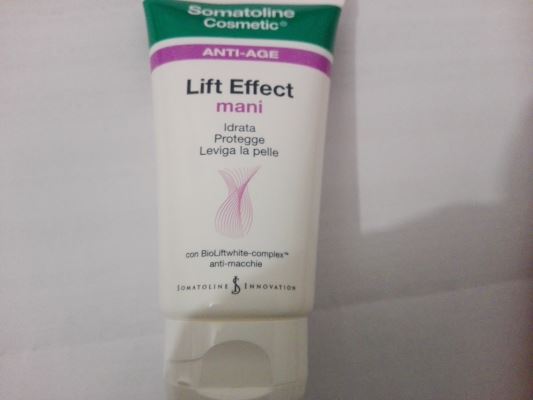 Somatoline
Cosmetic®
ANTI-AGE
Lift Effect
mani
Idrata
Protegge
Leviga la pelle
con BioLiftwhite-complex™
anti-macchie
SOMATOLINE INNOVATION